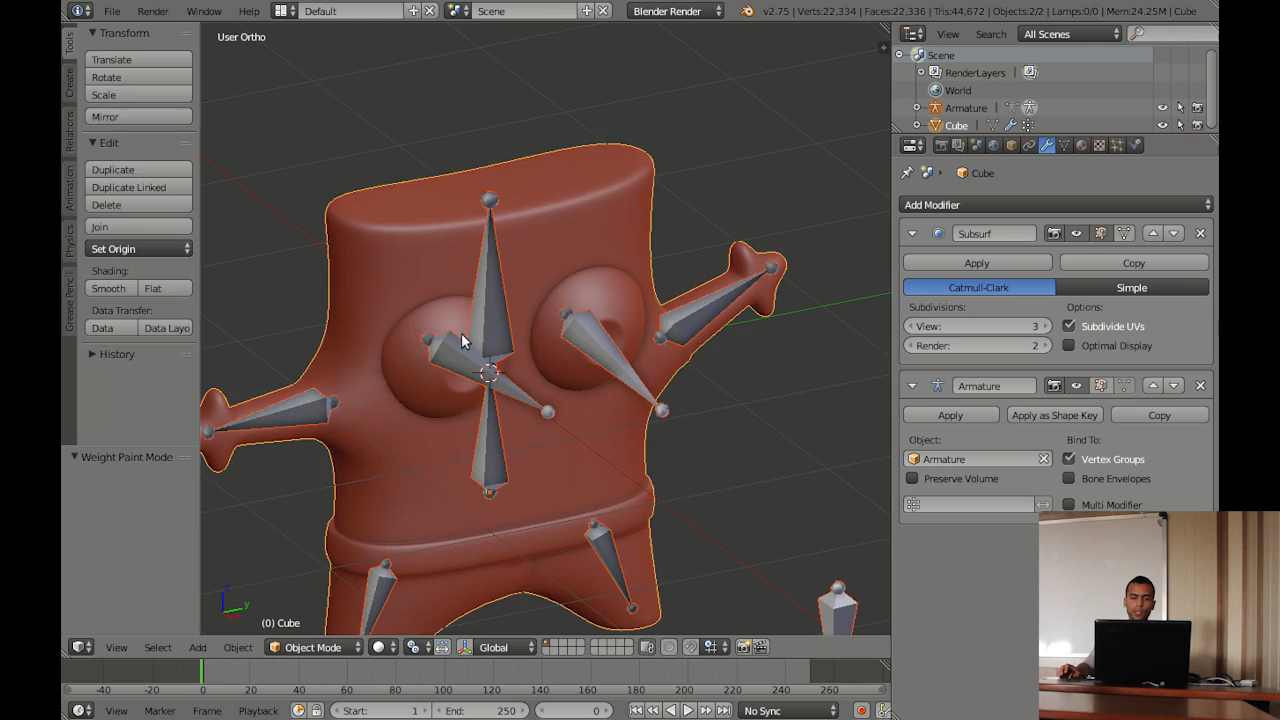 File Render Window Help Default Scene Blender Render v2.75 | Verts:22,334 | Faces:22,336 | Tris:44,672 | Objects:2/2 | Lamps:0/0 | Mem:24.25M | Cube
Tools
Create
Relations
Animation
Physics
Grease Pencil
Transform
Translate
Rotate
Scale
Mirror
Edit
Duplicate
Duplicate Linked
Delete
Join
Set Origin
Shading:
Smooth Flat
Data Transfer:
Data Data Layo
History
Weight Paint Mode
User Ortho
z
y
(0) Cube
View Select Add Object Object Mode Global
-40 -20 0 20 40 60 80 100 120 140 160 180 200 220 240 260
View Marker Frame Playback Start: 1 End: 250 0 No Sync
View Search All Scenes
Scene
RenderLayers
World
Armature
Cube
Cube
Add Modifier
Subsurf
Apply Copy
Catmull-Clark Simple
Subdivisions: Options:
View: 3 Subdivide UVs
Render: 2 Optimal Display
Armature
Apply Apply as Shape Key Copy
Object: Bind To:
Armature Vertex Groups
Preserve Volume Bone Envelopes
Multi Modifier